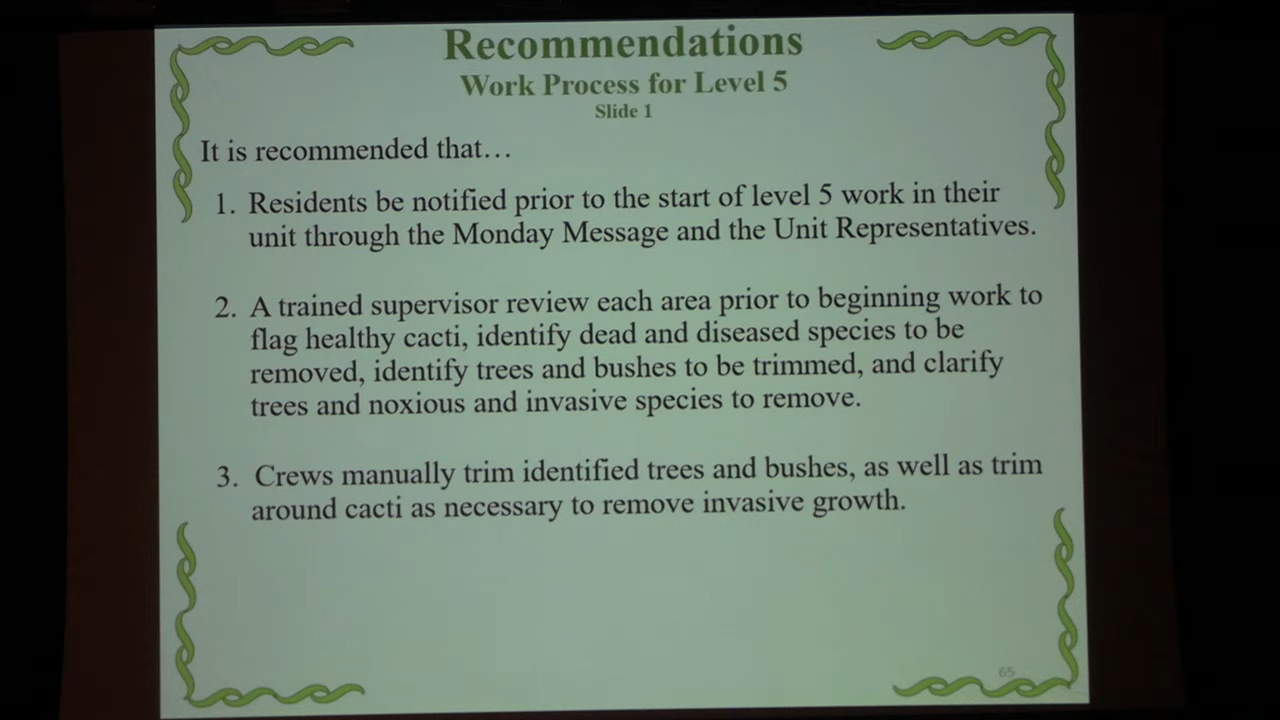 Recommendations
Work Process for Level 5
Slide 1
It is recommended that…
1. Residents be notified prior to the start of level 5 work in their
unit through the Monday Message and the Unit Representatives.
2. A trained supervisor review each area prior to beginning work to
flag healthy cacti, identify dead and diseased species to be
removed, identify trees and bushes to be trimmed, and clarify
trees and noxious and invasive species to remove.
3. Crews manually trim identified trees and bushes, as well as trim
around cacti as necessary to remove invasive growth.
65